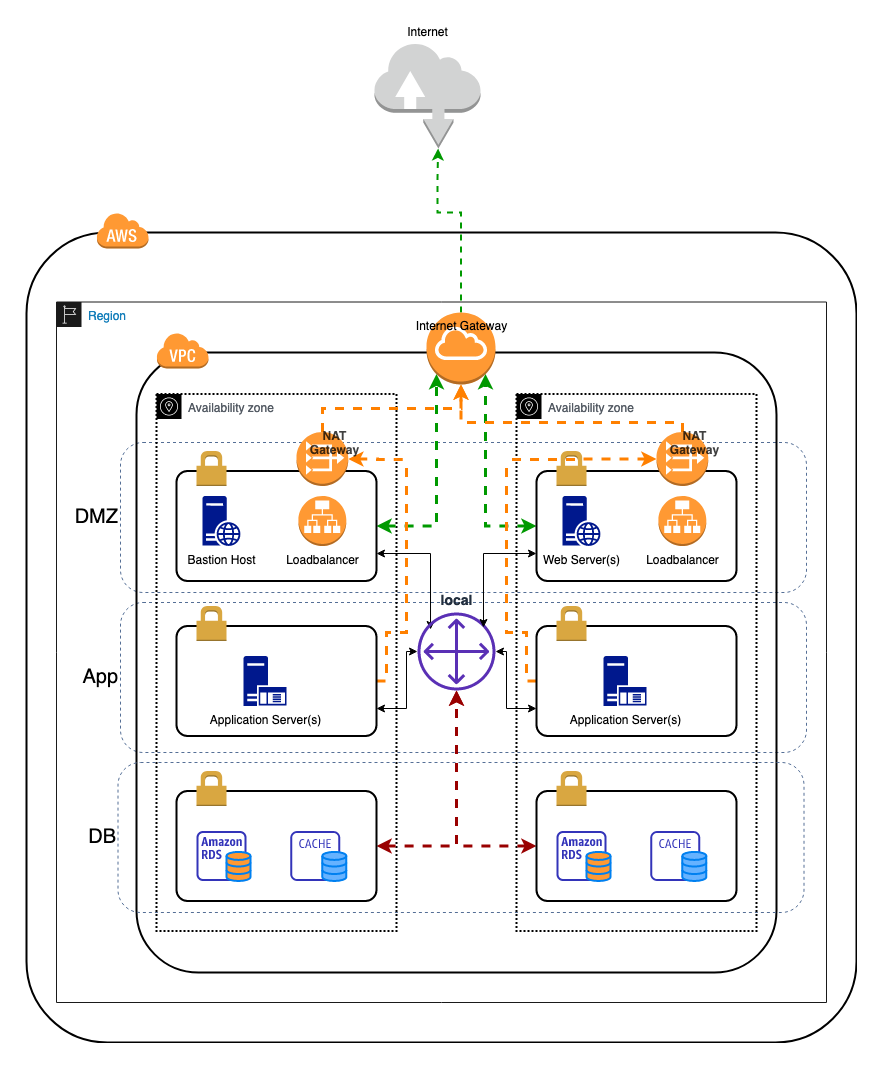 Internet
AWS
Region
Internet Gateway
VPC
Availability zone
Availability zone
NAT
Gateway
NAT
Gateway
DMZ
Bastion Host
Loadbalancer
Web Server(s)
Loadbalancer
local
App
Application Server(s)
Application Server(s)
DB
Amazon
RDS
CACHE
Amazon
RDS
CACHE